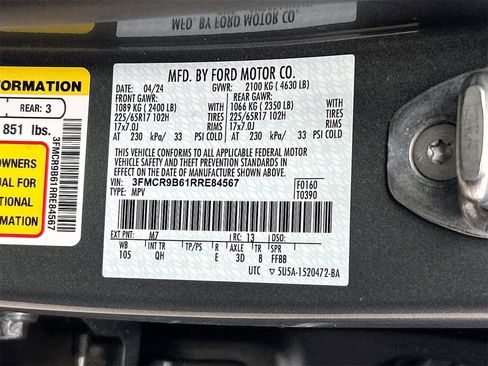 MFD. BY FORD MOTOR CO.
DATE: 04/24 GVWR: 2100 KG ( 4630 LB)
FRONT GAWR: REAR GAWR:
1089 KG ( 2400 LB) WITH 1066 KG ( 2350 LB) WITH
225/65R17 102H TIRES 225/65R17 102H TIRES
17x7.0J RIMS 17x7.0J RIMS
AT 230 kPa/ 33 PSI COLD AT 230 kPa/ 33 PSI COLD
THIS VEHICLE CONFORMS TO ALL APPLICABLE FEDERAL MOTOR
VEHICLE SAFETY AND THEFT PREVENTION STANDARDS IN EFFECT
ON THE DATE OF MANUFACTURE SHOWN ABOVE.
VIN: 3FMCR9B61RRE84567 F0160
TYPE: MPV T0390
EXT PNT: M7 RC: 13 DSO:
WB INT TR TP/PS R AXLE TR SPR
105 QH E 3D 8 FFBB
UTC ▽ 5U5A-1520472-BA
FORMATION
REAR: 3
851 lbs.
OWNERS
UAL FOR
FORMATION
3FMCR9B61RRE84567